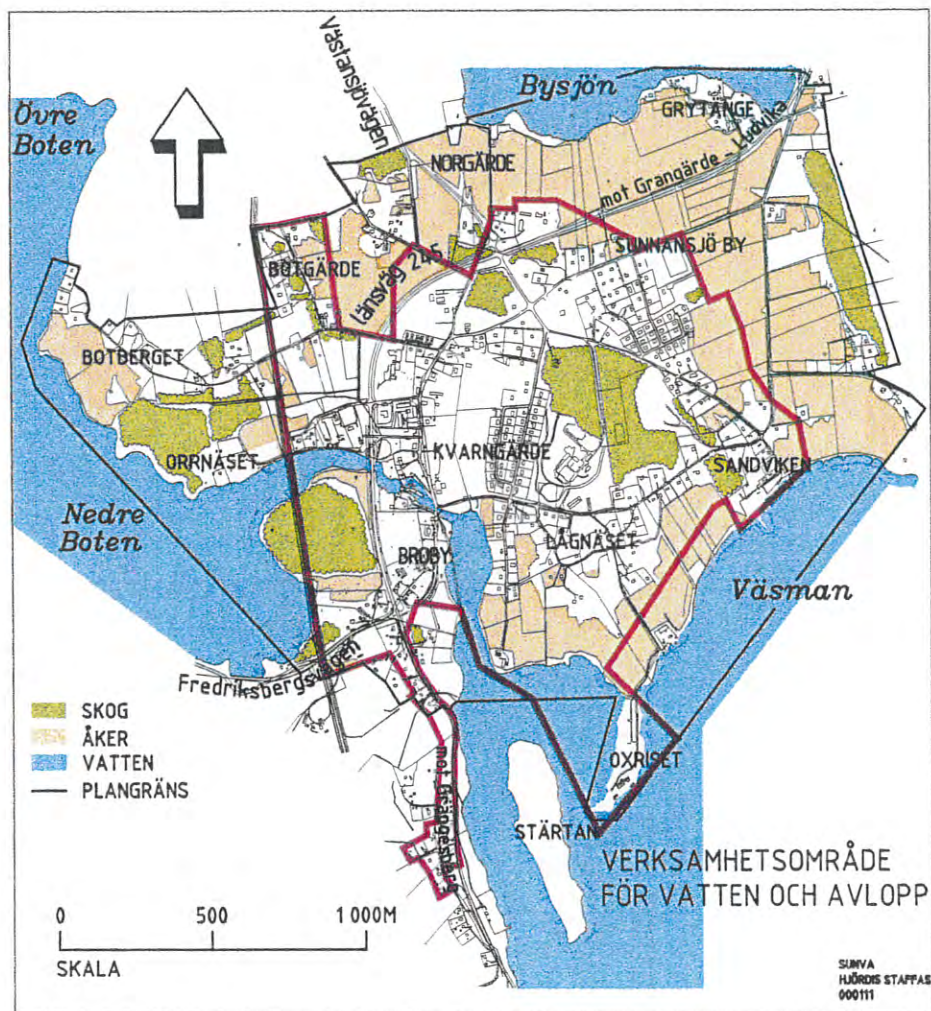 Västansjövägen
Bysjön
Övre
Boten
GRYTÄNGE
NORGÄRDE
mot Grangärde - Ludvika
SUNNANSJÖ BY
BOTGÄRDE
länsväg 245
BOTBERGET
ORRNÄSET
KVARNGÄRDE
SANDVIKEN
Nedre
Boten
BROBY
LÅGNÄSET
Väsman
Fredriksbergsvägen
SKOG
ÅKER
VATTEN
PLANGRÄNS
mot Grängesberg
OXRISET
STÄRTAN
VERKSAMHETSOMRÅDE
FÖR VATTEN OCH AVLOPP
0 500 1 000M
SKALA
SUNVA
HJÖRDIS STAFFAS
000111